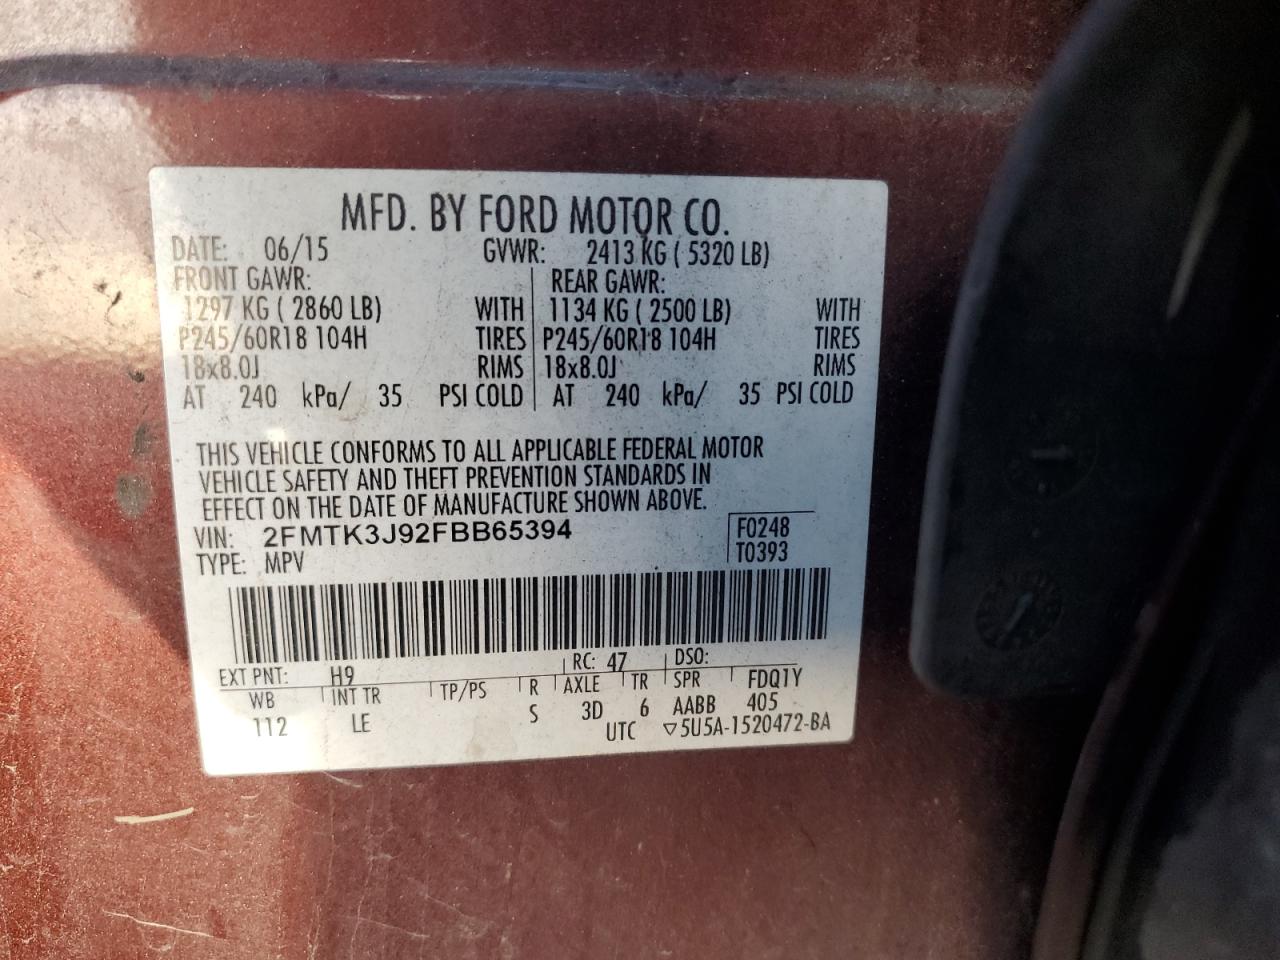 MFD. BY FORD MOTOR CO.
DATE: 06/15 GVWR: 2413 KG ( 5320 LB)
FRONT GAWR: REAR GAWR:
1297 KG ( 2860 LB) WITH 1134 KG ( 2500 LB) WITH
P245/60R18 104H TIRES P245/60R18 104H TIRES
18x8.0J RIMS 18x8.0J RIMS
AT 240 kPa/ 35 PSI COLD AT 240 kPa/ 35 PSI COLD
THIS VEHICLE CONFORMS TO ALL APPLICABLE FEDERAL MOTOR
VEHICLE SAFETY AND THEFT PREVENTION STANDARDS IN
EFFECT ON THE DATE OF MANUFACTURE SHOWN ABOVE.
VIN: 2FMTK3J92FBB65394 F0248
TYPE: MPV T0393
EXT PNT: H9 RC: 47 DSO:
WB INT TR TP/PS R AXLE TR SPR FDQ1Y
112 LE S 3D 6 AABB 405
UTC ▽5U5A-1520472-BA